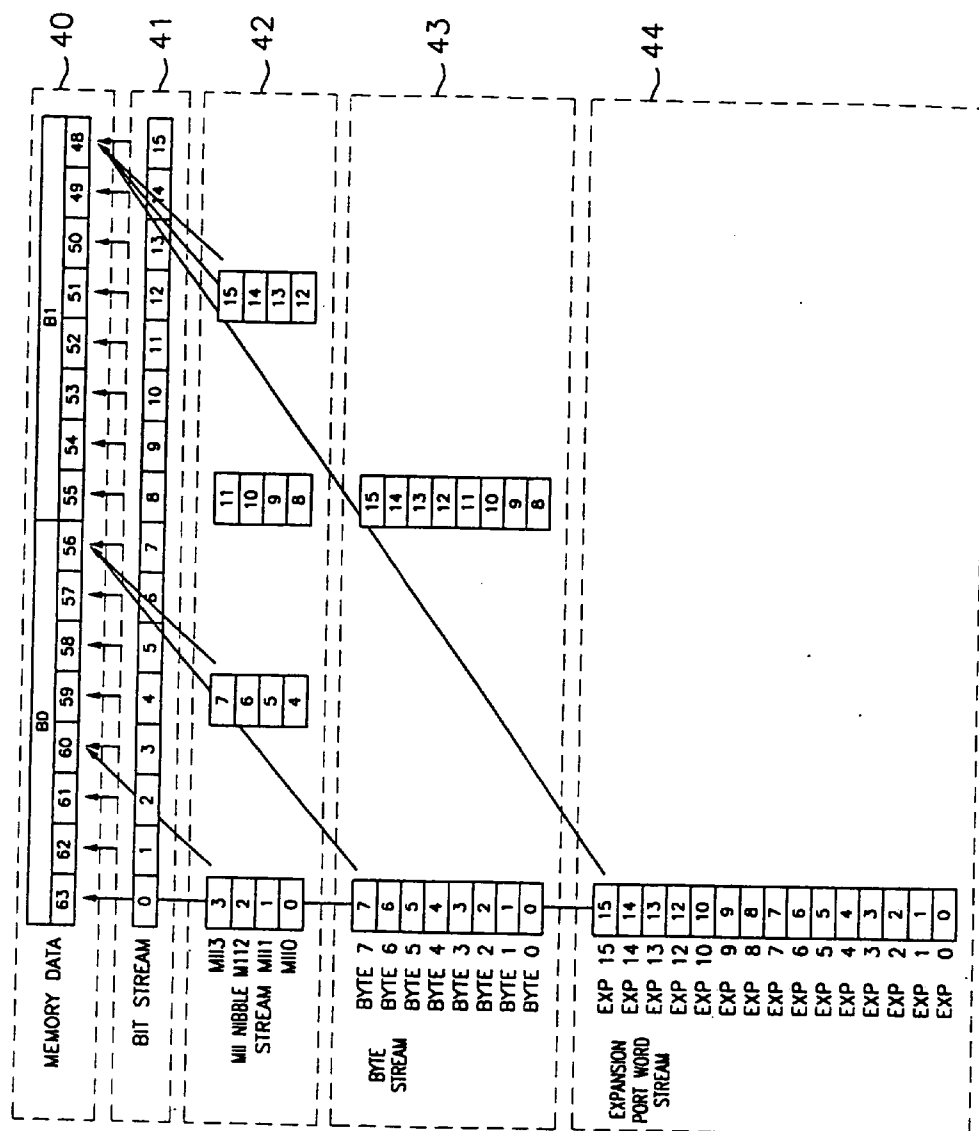 B0 B1
MEMORY DATA 63 62 61 60 59 58 57 56 55 54 53 52 51 50 49 48 40
BIT STREAM 0 1 2 3 4 5 6 7 8 9 10 11 12 13 14 15 41
MII3 3 7 11 15 42
MII NIBBLE M112 2 6 10 14
STREAM MII1 1 5 9 13
MII0 0 4 8 12
BYTE 7 7 15 43
BYTE 6 6 14
BYTE 5 5 13
BYTE BYTE 4 4 12
STREAM BYTE 3 3 11
BYTE 2 2 10
BYTE 1 1 9
BYTE 0 0 8
EXP 15 15 44
EXPANSION EXP 14 14
PORT WORD EXP 13 13
STREAM EXP 12 12
EXP 10 10
EXP 9 9
EXP 8 8
EXP 7 7
EXP 6 6
EXP 5 5
EXP 4 4
EXP 3 3
EXP 2 2
EXP 1 1
EXP 0 0